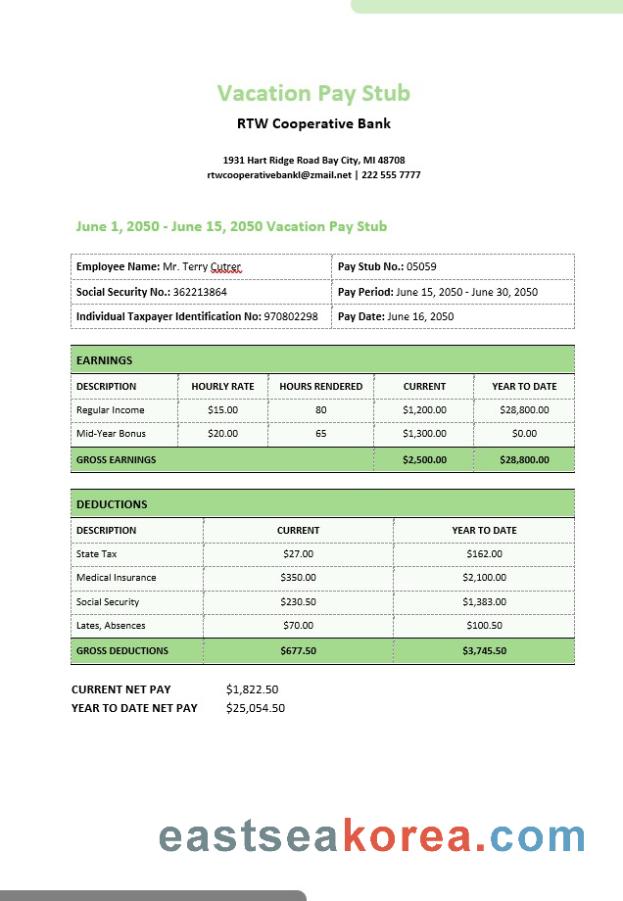 Vacation Pay Stub
RTW Cooperative Bank
1931 Hart Ridge Road Bay City, MI 48708
rtwcooperativebankl@zmail.net | 222 555 7777
June 1, 2050 - June 15, 2050 Vacation Pay Stub
Employee Name: Mr. Terry Cutrer Pay Stub No.: 05059
Social Security No.: 362213864 Pay Period: June 15, 2050 - June 30, 2050
Individual Taxpayer Identification No: 970802298 Pay Date: June 16, 2050
EARNINGS
DESCRIPTION HOURLY RATE HOURS RENDERED CURRENT YEAR TO DATE
Regular Income $15.00 80 $1,200.00 $28,800.00
Mid-Year Bonus $20.00 65 $1,300.00 $0.00
GROSS EARNINGS $2,500.00 $28,800.00
DEDUCTIONS
DESCRIPTION CURRENT YEAR TO DATE
State Tax $27.00 $162.00
Medical Insurance $350.00 $2,100.00
Social Security $230.50 $1,383.00
Lates, Absences $70.00 $100.50
GROSS DEDUCTIONS $677.50 $3,745.50
CURRENT NET PAY $1,822.50
YEAR TO DATE NET PAY $25,054.50
eastseakorea.com